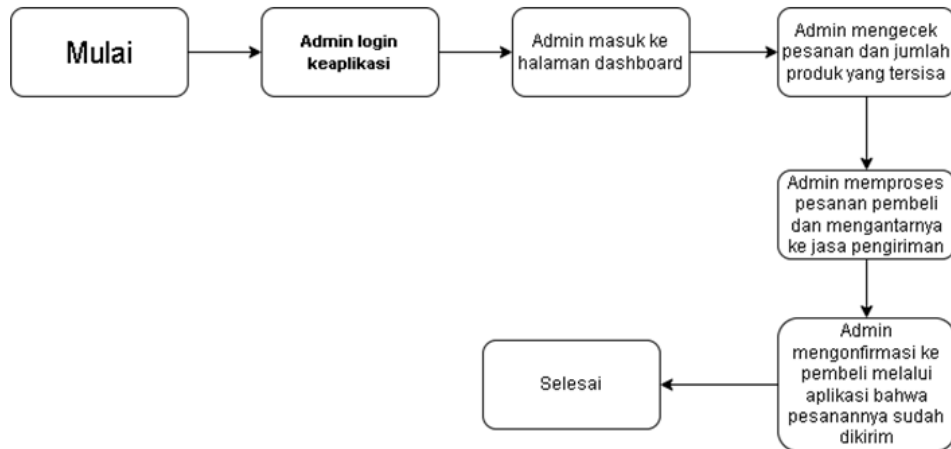 Mulai
Admin login
keaplikasi
Admin masuk ke
halaman dashboard
Admin mengecek
pesanan dan jumlah
produk yang tersisa
Admin memproses
pesanan pembeli
dan mengantarnya
ke jasa pengiriman
Admin
mengonfirmasi ke
pembeli melalui
aplikasi bahwa
pesanannya sudah
dikirim
Selesai